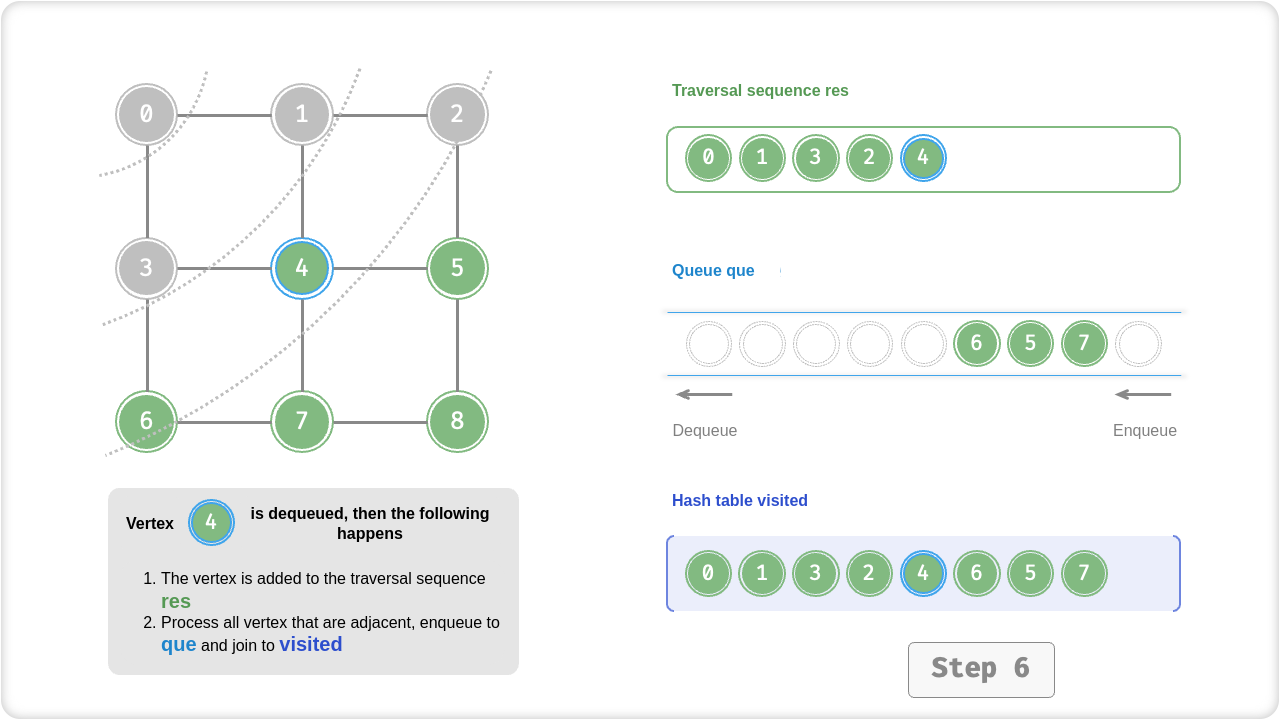 0 1 2
3 4 5
6 7 8
Vertex 4 is dequeued, then the following
happens
1. The vertex is added to the traversal sequence
res
2. Process all vertex that are adjacent, enqueue to
que and join to visited
Traversal sequence res
0 1 3 2 4
Queue que
6 5 7
Dequeue Enqueue
Hash table visited
0 1 3 2 4 6 5 7
Step 6